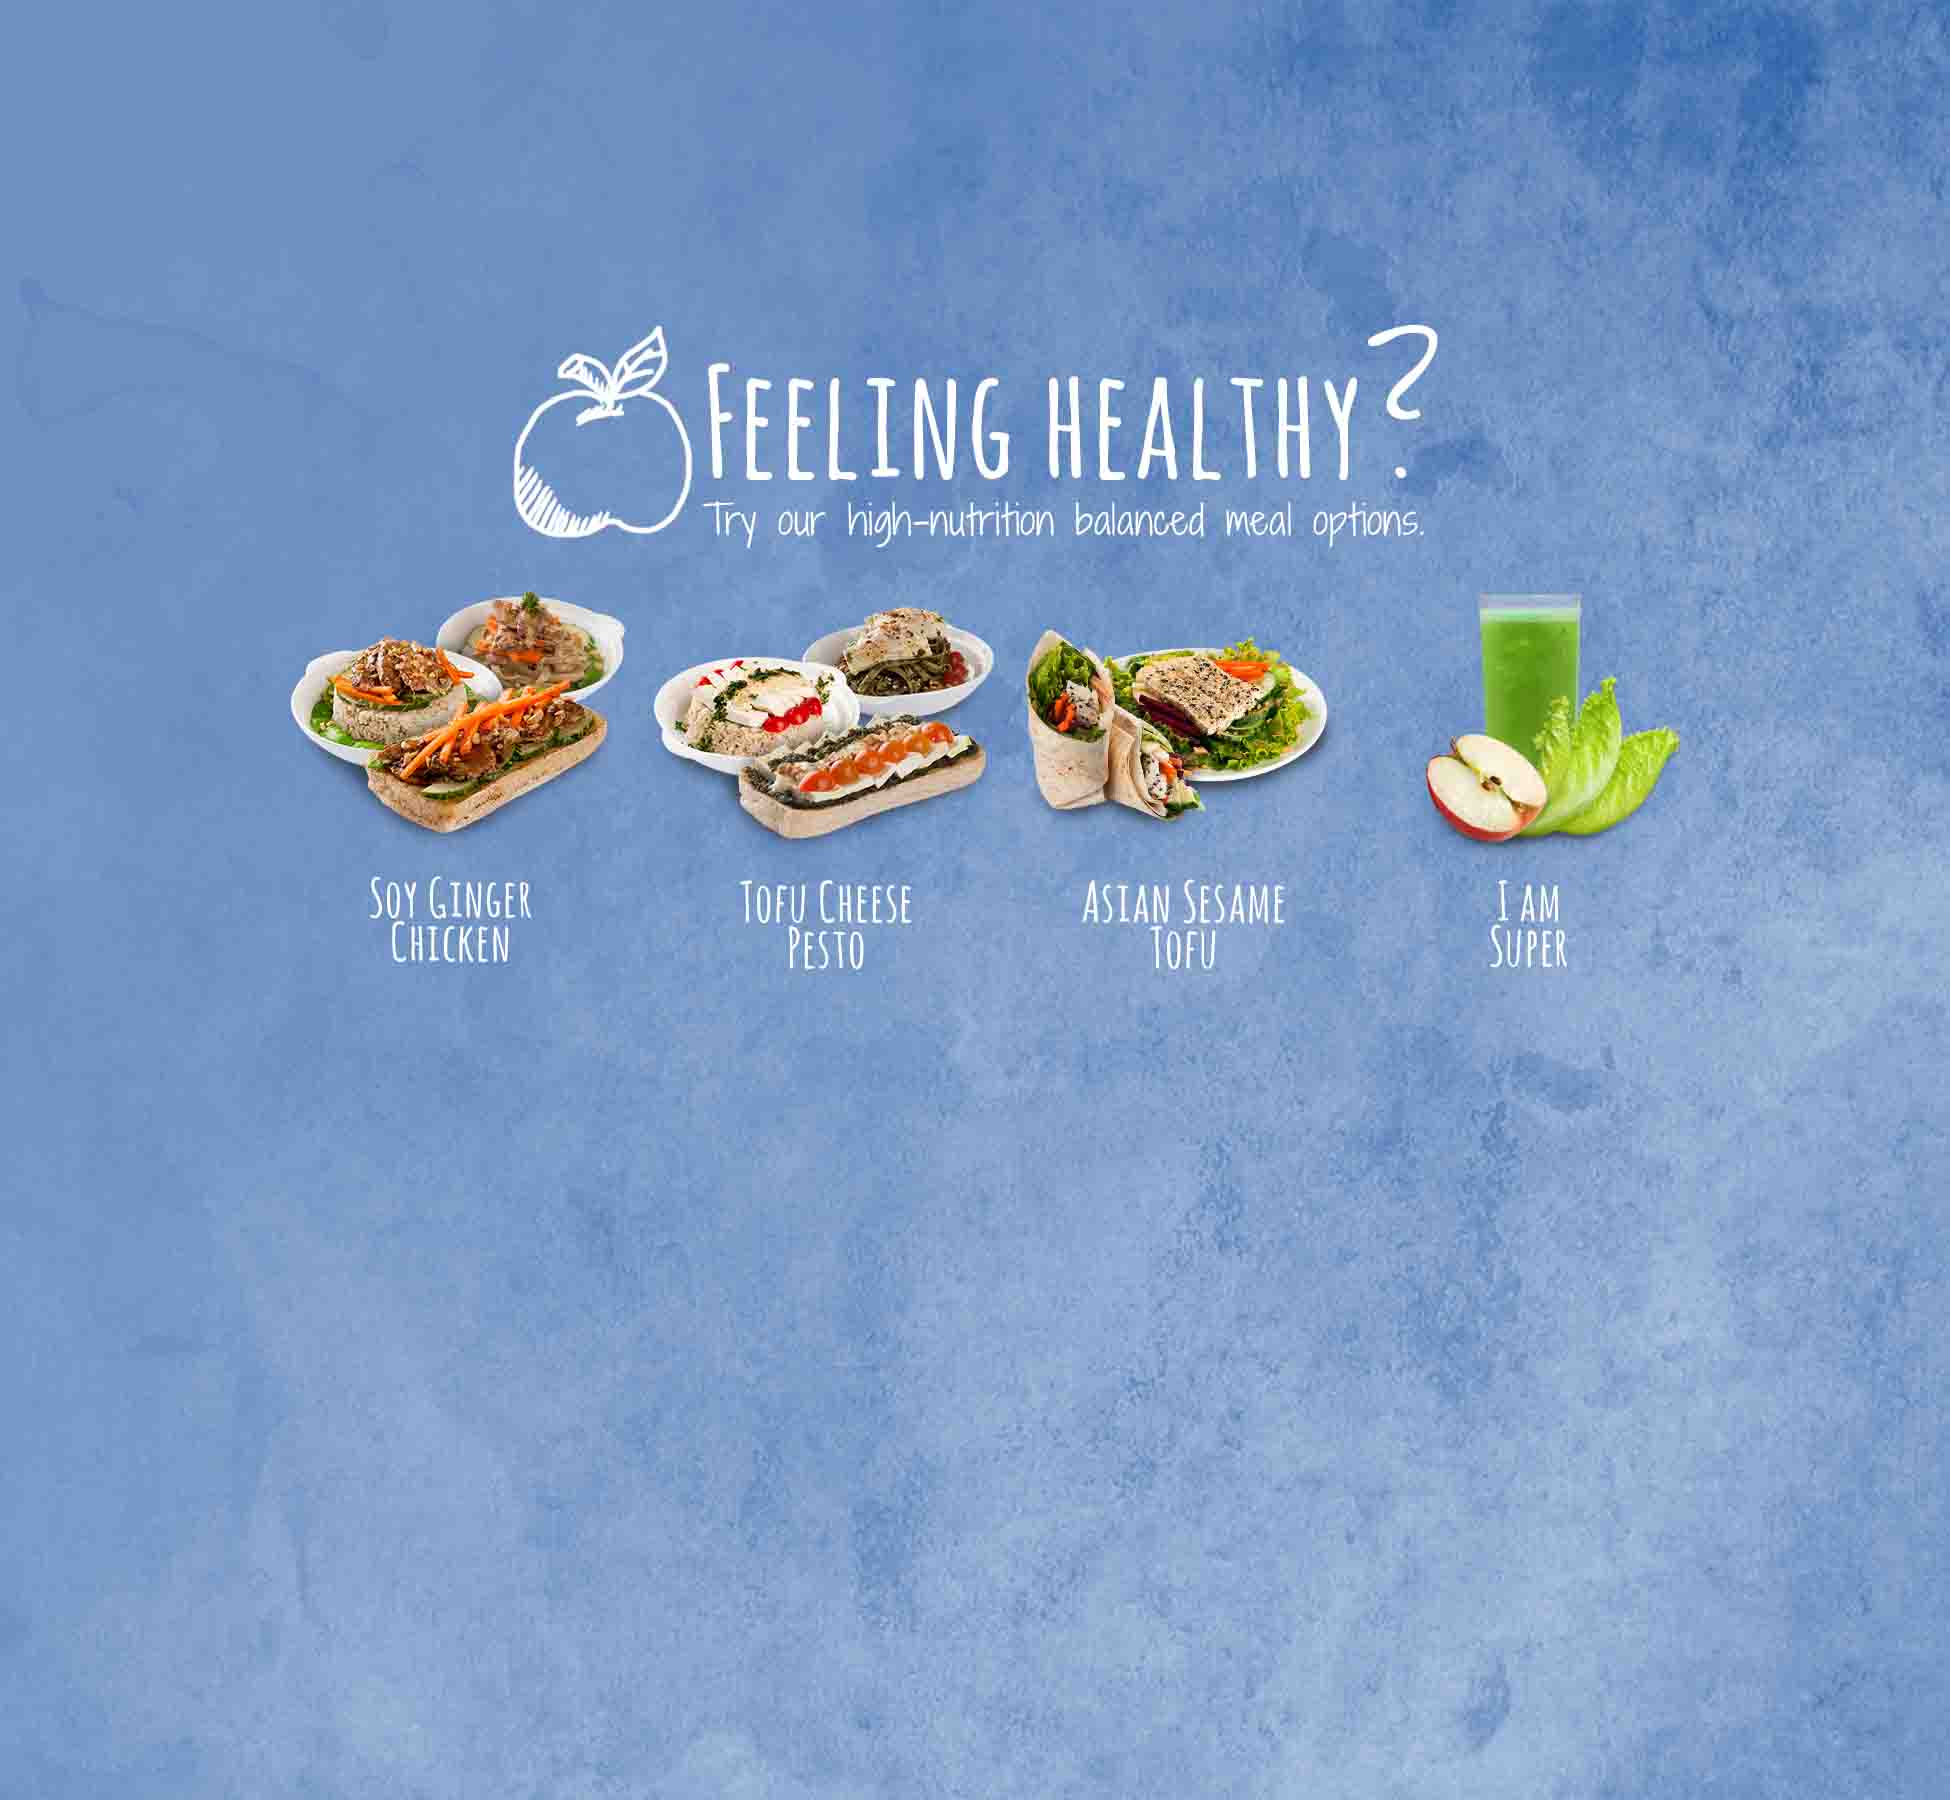 FEELING HEALTHY?
Try our high-nutrition balanced meal options.
SOY GINGER
CHICKEN
TOFU CHEESE
PESTO
ASIAN SESAME
TOFU
I AM
SUPER